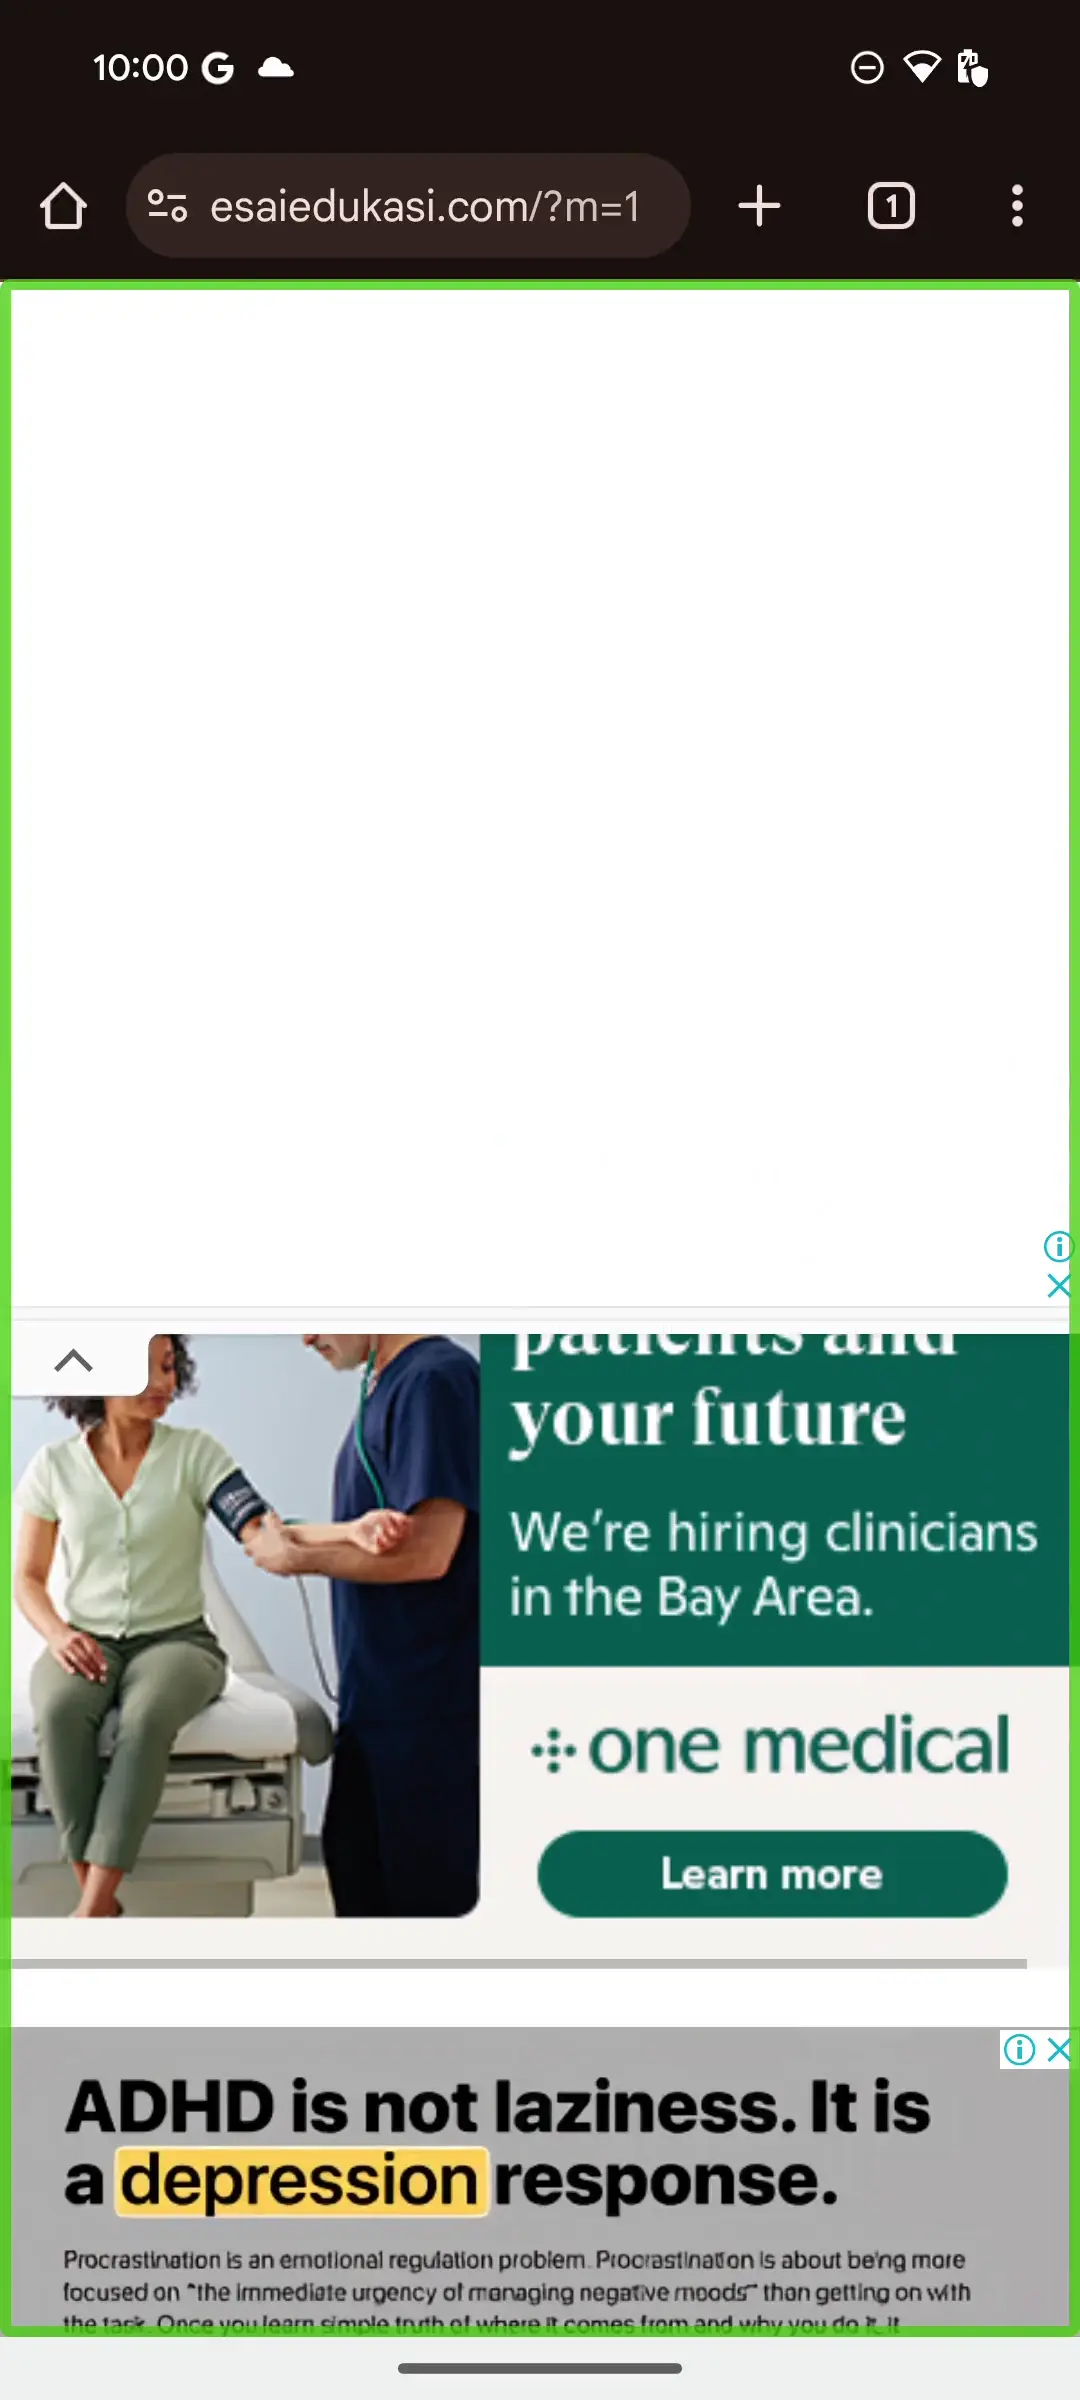 10:00
esaiedukasi.com/?m=1
1
patients and
your future
We're hiring clinicians
in the Bay Area.
one medical
Learn more
ADHD is not laziness. It is
a depression response.
Procrastination is an emotional regulation problem. Procrastination is about being more
focused on "the immediate urgency of managing negative moods" than getting on with
the task. Once you learn simple truth of where it comes from and why you do it, it